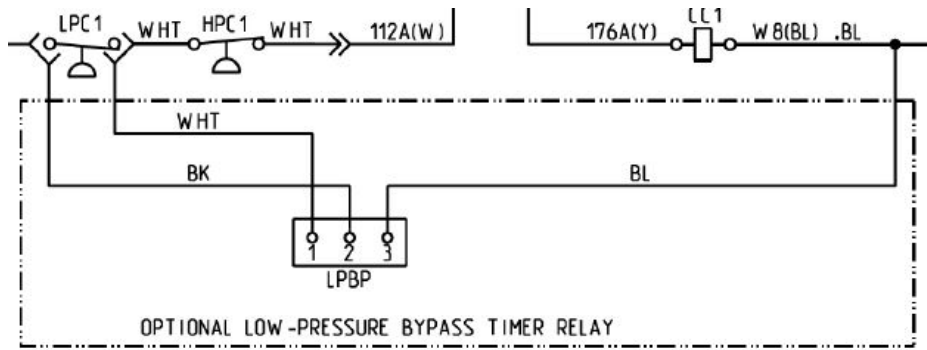 LPC1 WHT HPC1 WHT 112A(W) 176A(Y) CC1 W8(BL) .BL
WHT
BK BL
1 2 3
LPBP
OPTIONAL LOW-PRESSURE BYPASS TIMER RELAY